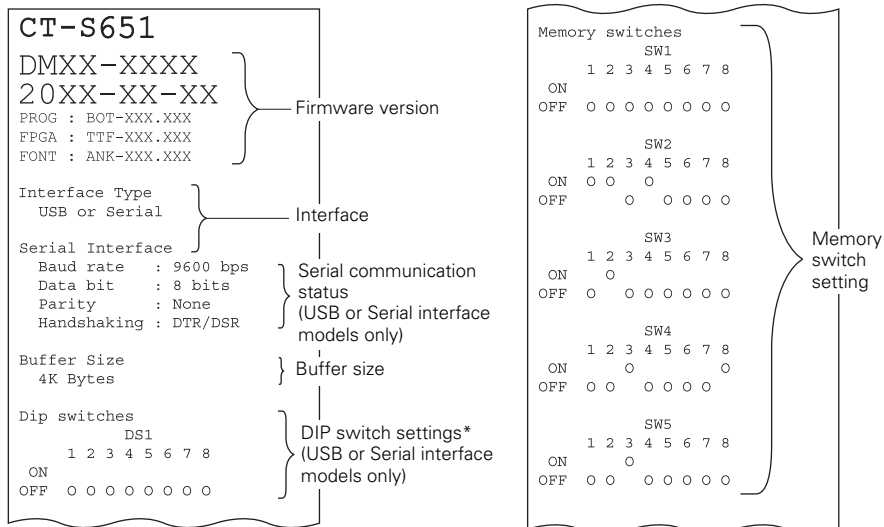 CT-S651
DMXX-XXXX
20XX-XX-XX
PROG : BOT-XXX.XXX
FPGA : TTF-XXX.XXX
FONT : ANK-XXX.XXX
Firmware version
Interface Type
USB or Serial
Interface
Serial Interface
Baud rate : 9600 bps
Data bit : 8 bits
Parity : None
Handshaking : DTR/DSR
Serial communication
status
(USB or Serial interface
models only)
Buffer Size
4K Bytes
Buffer size
Dip switches
DS1
1 2 3 4 5 6 7 8
ON
OFF O O O O O O O O
DIP switch settings*
(USB or Serial interface
models only)
Memory switches
SW1
1 2 3 4 5 6 7 8
ON
OFF O O O O O O O O
SW2
1 2 3 4 5 6 7 8
ON O O O
OFF O O O O O
SW3
1 2 3 4 5 6 7 8
ON O
OFF O O O O O O O
SW4
1 2 3 4 5 6 7 8
ON O O
OFF O O O O O O
SW5
1 2 3 4 5 6 7 8
ON O
OFF O O O O O O O
Memory
switch
setting